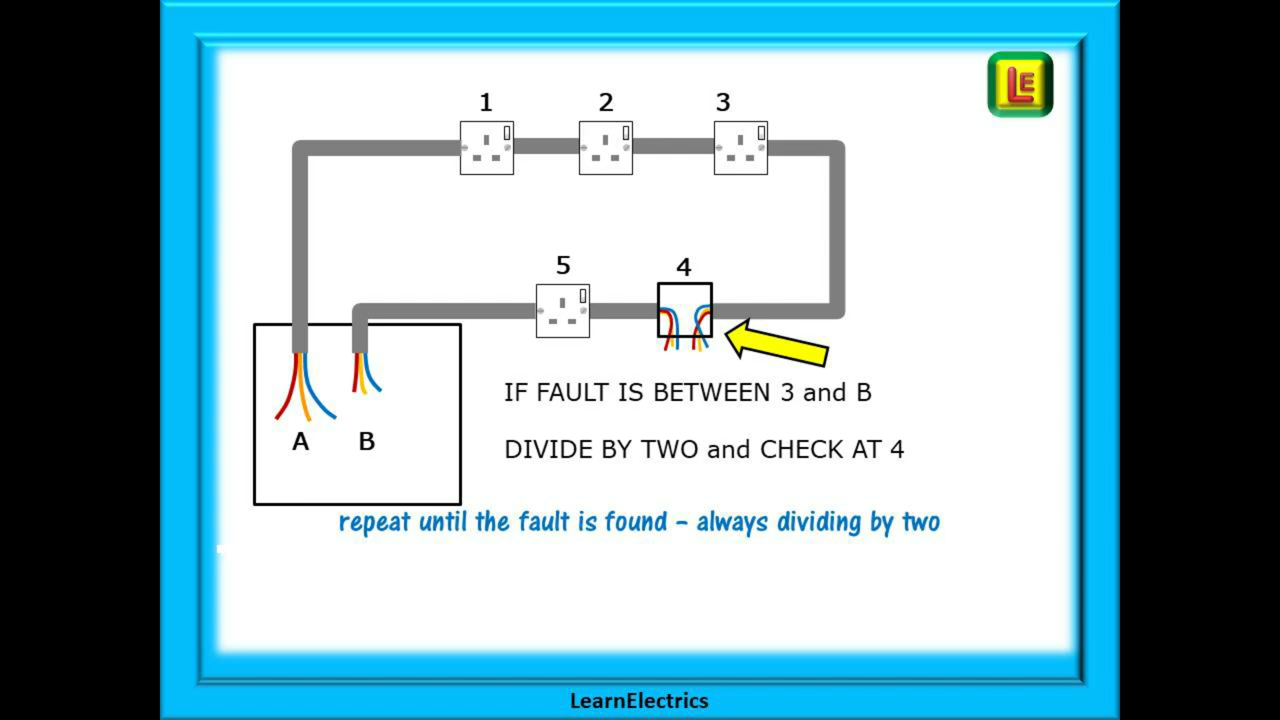 LE
1 2 3
5 4
A B
IF FAULT IS BETWEEN 3 and B
DIVIDE BY TWO and CHECK AT 4
repeat until the fault is found – always dividing by two
LearnElectrics